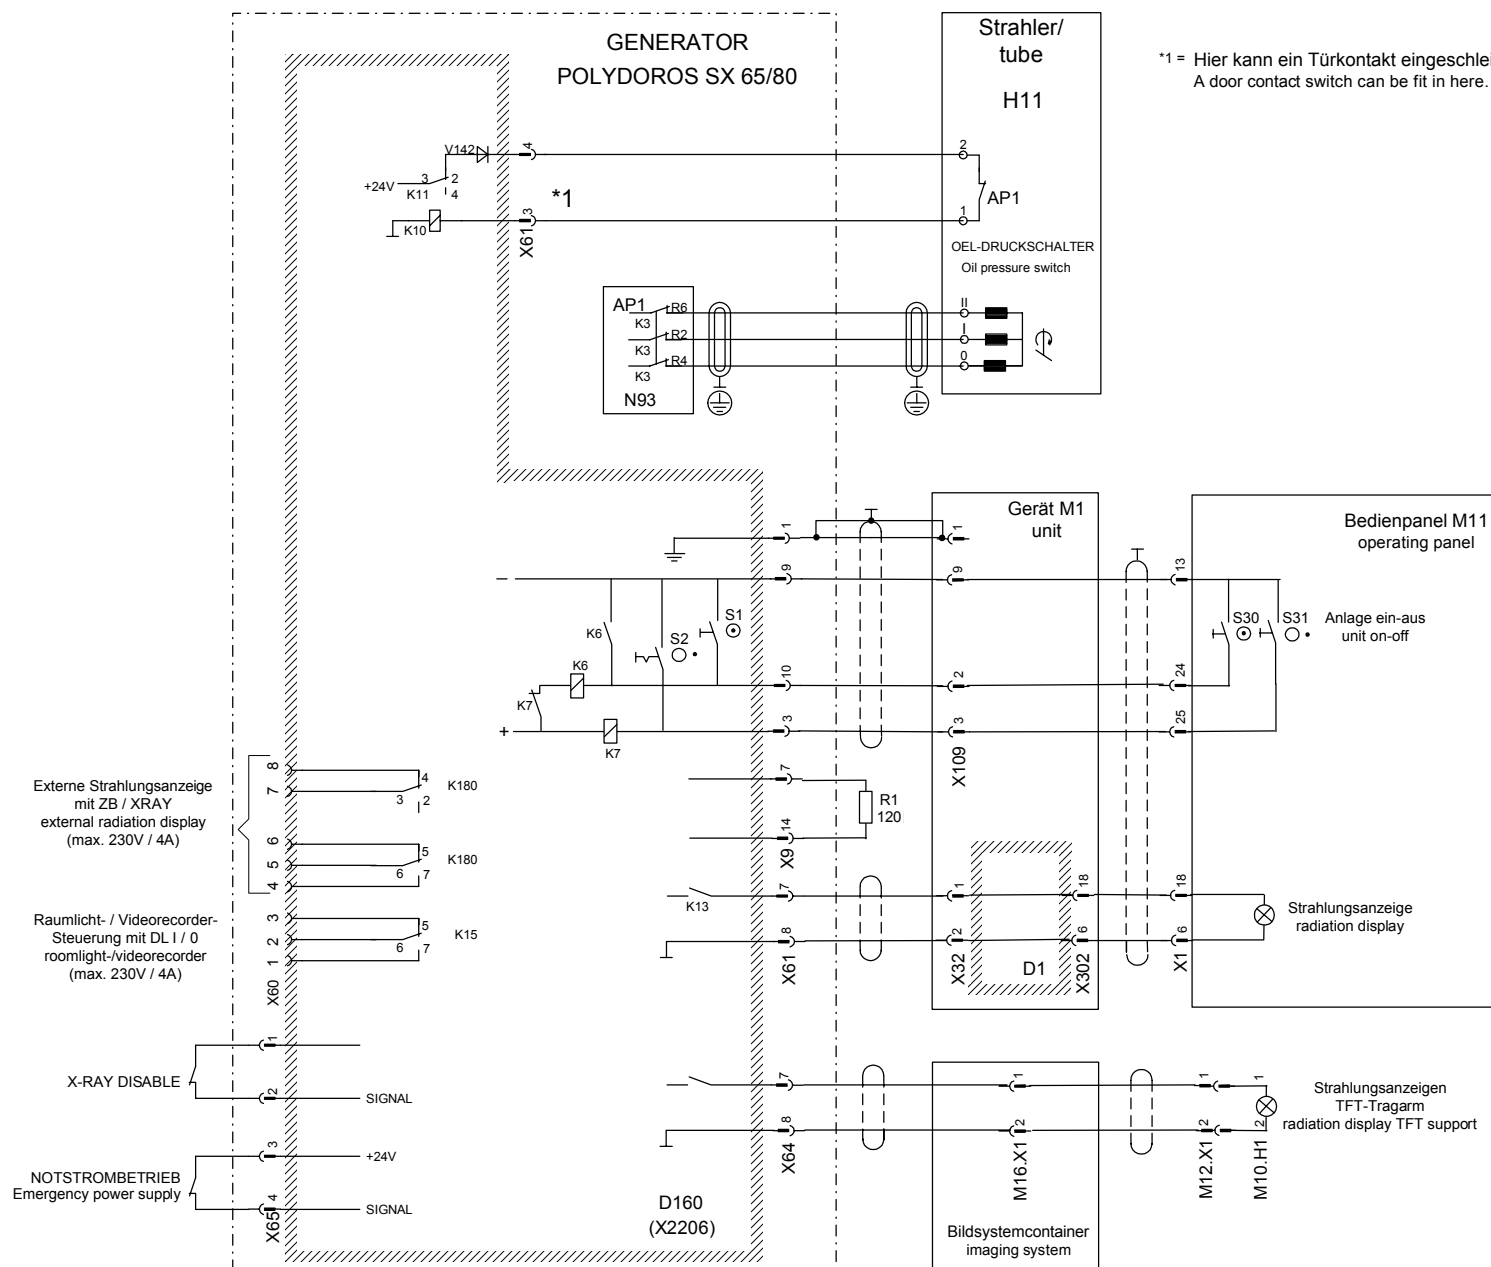 GENERATOR
POLYDOROS SX 65/80
Strahler/
tube
H11
*1 = Hier kann ein Türkontakt eingeschlei
A door contact switch can be fit in here.
V142
4
2
+24V
3 2
K11 4
*1
AP1
K10
3
X61
1
OEL-DRUCKSCHALTER
Oil pressure switch
AP1
R6
K3
R2
K3
R4
K3
N93
II
I
0
Gerät M1
unit
Bedienpanel M11
operating panel
1
1
−
9
9
13
K6
S2
S1
S30
S31
Anlage ein-aus
unit on-off
K6
K7
10
2
24
+
K7
3
3
25
X109
Externe Strahlungsanzeige
mit ZB / XRAY
external radiation display
(max. 230V / 4A)
8
7
4
3 2
K180
6
5
4
5
6 7
K180
7
R1
120
14
X9
Raumlicht- / Videorecorder-
Steuerung mit DL I / 0
roomlight-/videorecorder
(max. 230V / 4A)
3
2
1
X60
5
6 7
K15
K13
7
8
X61
1
2
X32
D1
18
6
X302
18
6
X1
Strahlungsanzeige
radiation display
X-RAY DISABLE
1
2
SIGNAL
NOTSTROMBETRIEB
Emergency power supply
3
+24V
4
SIGNAL
X65
D160
(X2206)
7
8
X64
1
2
M16.X1
Bildsystemcontainer
imaging system
1
2
M12.X1
1
2
M10.H1
Strahlungsanzeigen
TFT-Tragarm
radiation display TFT support